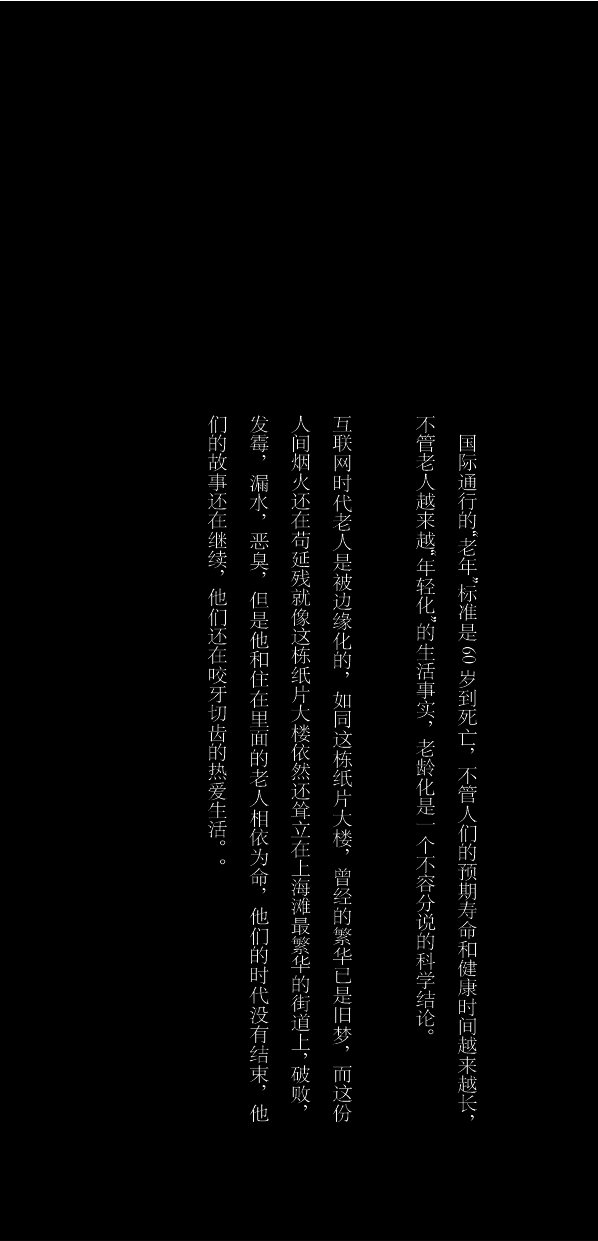 国际通行的“老年”标准是 60 岁到死亡，不管人们的预期寿命和健康时间越来越长，
不管老人越来越“年轻化”的生活事实，老龄化是一个不容分说的科学结论。
互联网时代老人是被边缘化的，如同这栋纸片大楼，曾经的繁华已是旧梦，而这份
人间烟火还在苟延残就像这栋纸片大楼依然还耸立在上海滩最繁华的街道上，破败，
发霉，漏水，恶臭，但是他和住在里面的老人相依为命，他们的时代没有结束，他
们的故事还在继续，他们还在咬牙切齿的热爱生活。。